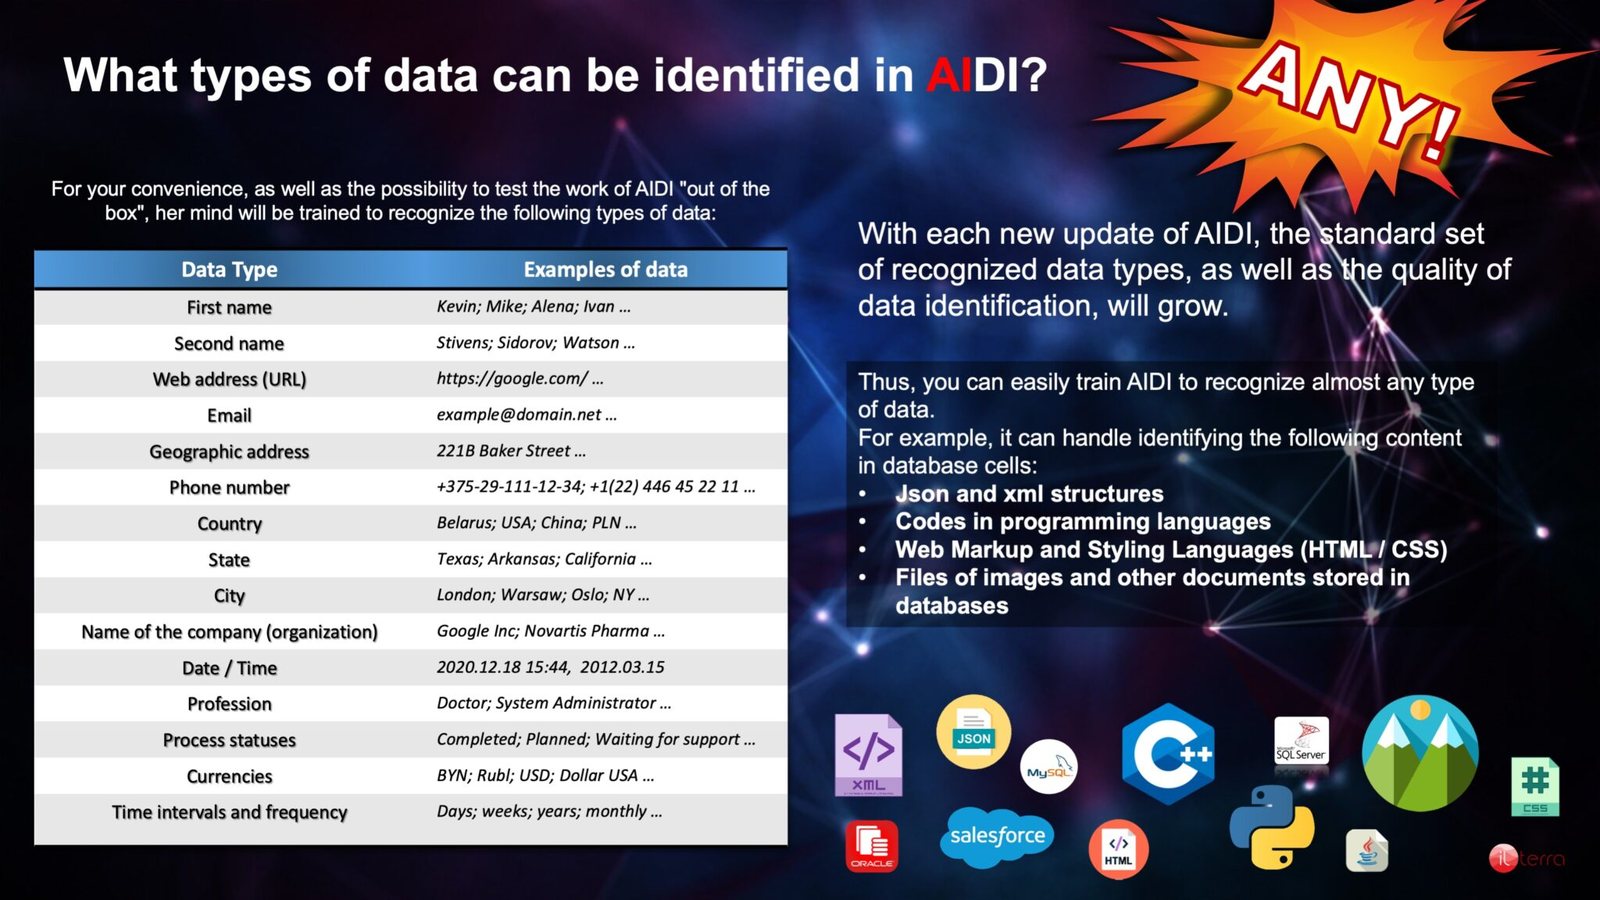 What types of data can be identified in AIDI?
ANY!
For your convenience, as well as the possibility to test the work of AIDI "out of the
box", her mind will be trained to recognize the following types of data:
Data Type Examples of data
First name Kevin; Mike; Alena; Ivan ...
Second name Stivens; Sidorov; Watson ...
Web address (URL) https://google.com/ ...
Email example@domain.net ...
Geographic address 221B Baker Street ...
Phone number +375-29-111-12-34; +1(22) 446 45 22 11 ...
Country Belarus; USA; China; PLN ...
State Texas; Arkansas; California ...
City London; Warsaw; Oslo; NY ...
Name of the company (organization) Google Inc; Novartis Pharma ...
Date / Time 2020.12.18 15:44, 2012.03.15
Profession Doctor; System Administrator ...
Process statuses Completed; Planned; Waiting for support ...
Currencies BYN; Rubl; USD; Dollar USA ...
Time intervals and frequency Days; weeks; years; monthly ...
With each new update of AIDI, the standard set
of recognized data types, as well as the quality of
data identification, will grow.
Thus, you can easily train AIDI to recognize almost any type
of data.
For example, it can handle identifying the following content
in database cells:
• Json and xml structures
• Codes in programming languages
• Web Markup and Styling Languages (HTML / CSS)
• Files of images and other documents stored in
databases
</> XML
JSON
MySQL
C++
Microsoft
SQL Server
# CSS
ORACLE
salesforce
</> HTML
it terra